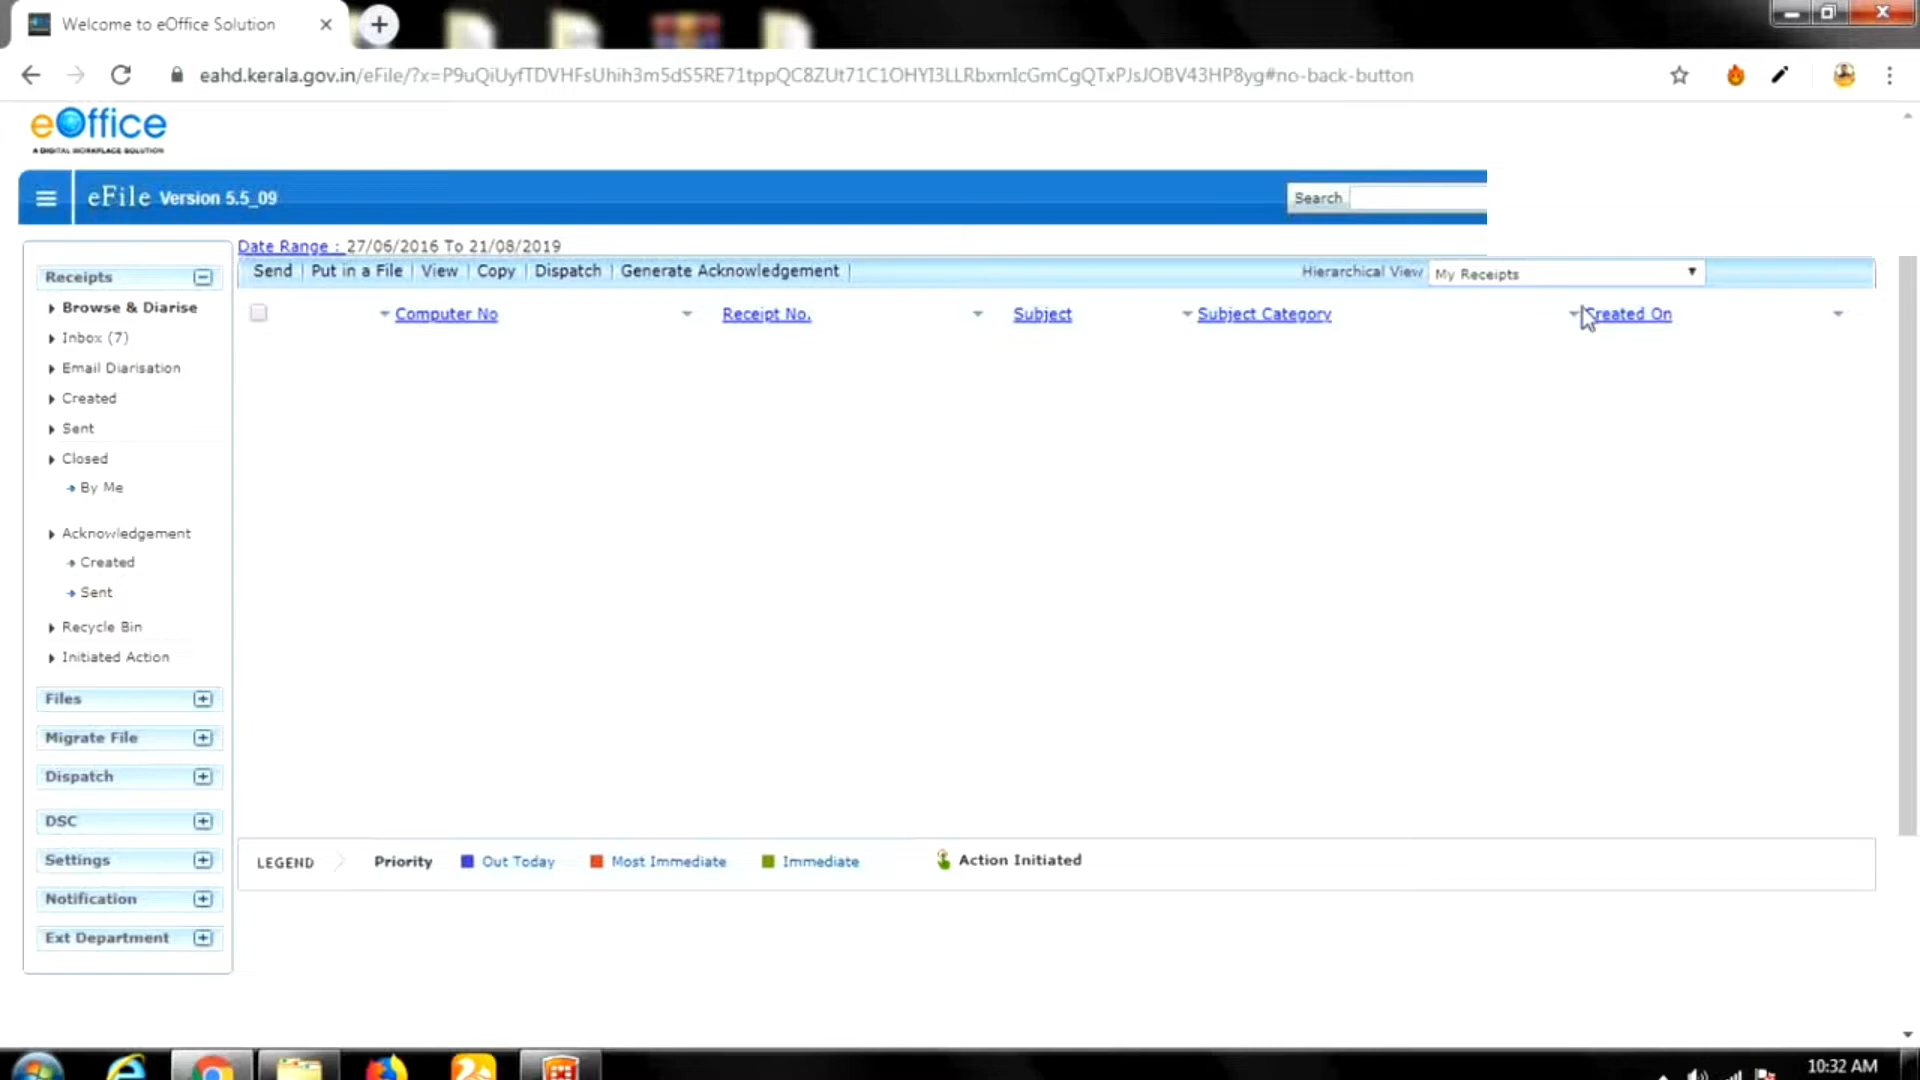 Welcome to eOffice Solution
eahd.kerala.gov.in/eFile/?x=P9uQiUyfTDVHFsUhih3m5dS5RE71tppQC8ZUt71C1OHYI3LLRbxmIcGmCgQTxPJsJOBV43HP8yg#no-back-button
eOffice
A DIGITAL WORKPLACE SOLUTION
eFile Version 5.5_09
Search
Date Range : 27/06/2016 To 21/08/2019
Send | Put in a File | View | Copy | Dispatch | Generate Acknowledgement |
Hierarchical View My Receipts
Computer No Receipt No. Subject Subject Category Created On
Receipts
Browse & Diarise
Inbox (7)
Email Diarisation
Created
Sent
Closed
By Me
Acknowledgement
Created
Sent
Recycle Bin
Initiated Action
Files
Migrate File
Dispatch
DSC
Settings
Notification
Ext Department
LEGEND Priority Out Today Most Immediate Immediate Action Initiated
10:32 AM